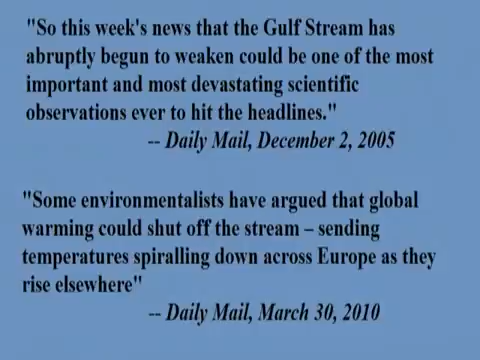 "So this week's news that the Gulf Stream has
abruptly begun to weaken could be one of the most
important and most devastating scientific
observations ever to hit the headlines."
-- Daily Mail, December 2, 2005
"Some environmentalists have argued that global
warming could shut off the stream – sending
temperatures spiralling down across Europe as they
rise elsewhere"
-- Daily Mail, March 30, 2010